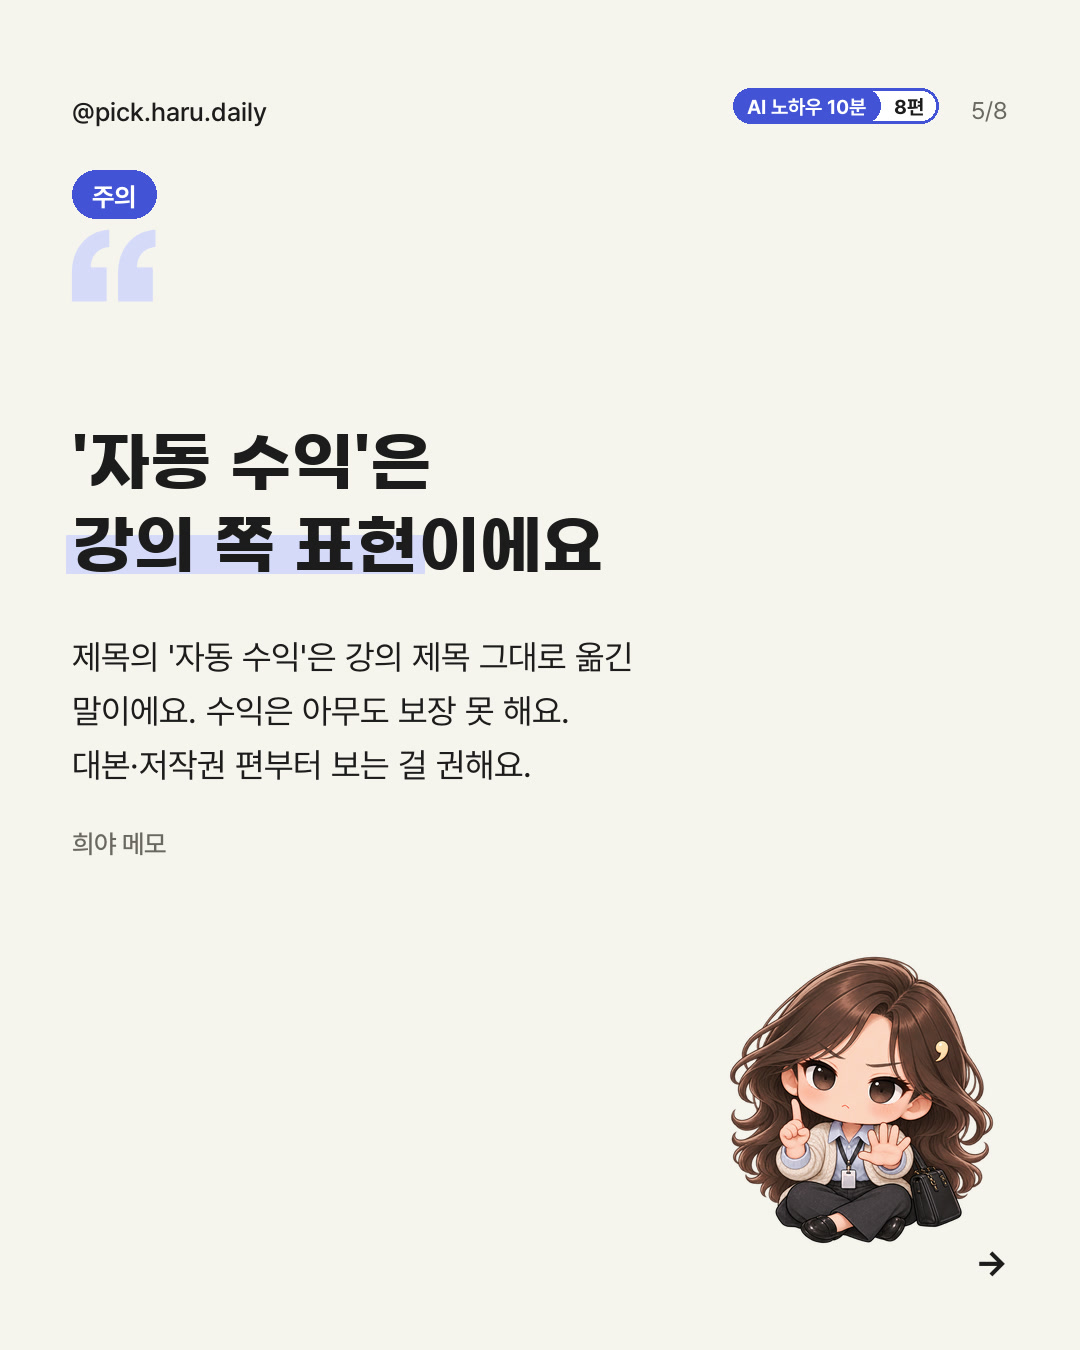 @pick.haru.daily
AI 노하우 10분 8편 5/8
주의
'자동 수익'은
강의 쪽 표현이에요
제목의 '자동 수익'은 강의 제목 그대로 옮긴
말이에요. 수익은 아무도 보장 못 해요.
대본·저작권 편부터 보는 걸 권해요.
희야 메모